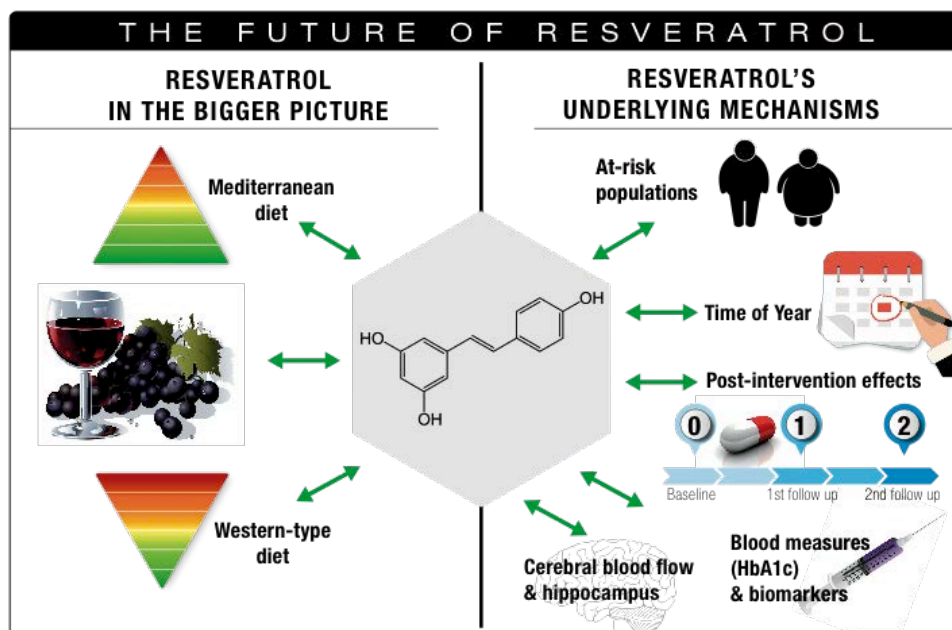 THE FUTURE OF RESVERATROL
RESVERATROL
IN THE BIGGER PICTURE
Mediterranean
diet
Western-type
diet
HO
OH
OH
RESVERATROL'S
UNDERLYING MECHANISMS
At-risk
populations
Time of Year
Post-intervention effects
0
1
2
Baseline
1st follow up
2nd follow up
Cerebral blood flow
& hippocampus
Blood measures
(HbA1c)
& biomarkers